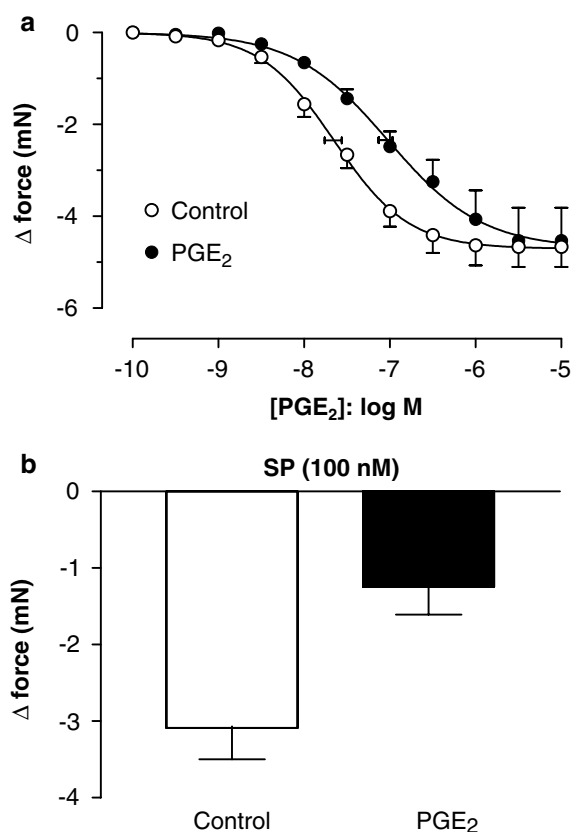 a
0
-2
-4
-6
Δ force (mN)
Control
PGE₂
-10 -9 -8 -7 -6 -5
[PGE₂]: log M
b
SP (100 nM)
0
-1
-2
-3
-4
Δ force (mN)
Control PGE₂